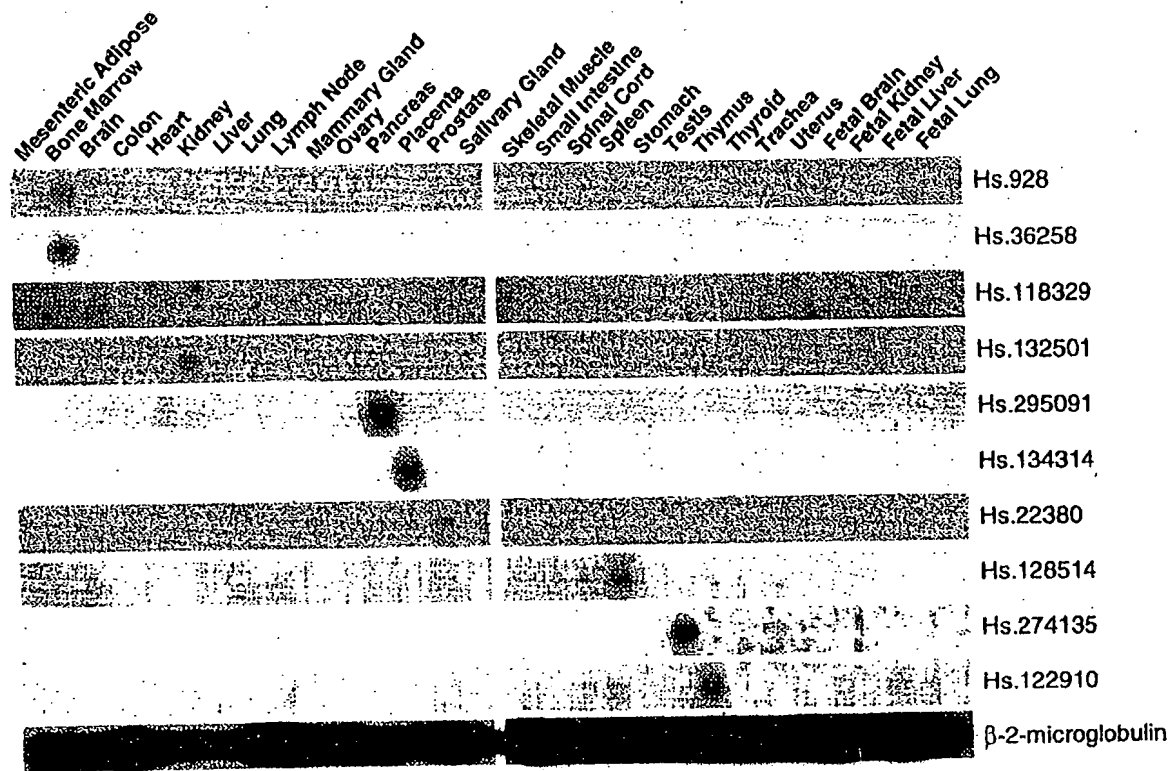 Mesenteric Adipose
Bone Marrow
Brain
Colon
Heart
Kidney
Liver
Lung
Lymph Node
Mammary Gland
Ovary
Pancreas
Placenta
Prostate
Salivary Gland
Skeletal Muscle
Small Intestine
Spinal Cord
Spleen
Stomach
Testis
Thymus
Thyroid
Trachea
Uterus
Fetal Brain
Fetal Kidney
Fetal Liver
Fetal Lung
Hs.928
Hs.36258
Hs.118329
Hs.132501
Hs.295091
Hs.134314
Hs.22380
Hs.128514
Hs.274135
Hs.122910
β-2-microglobulin